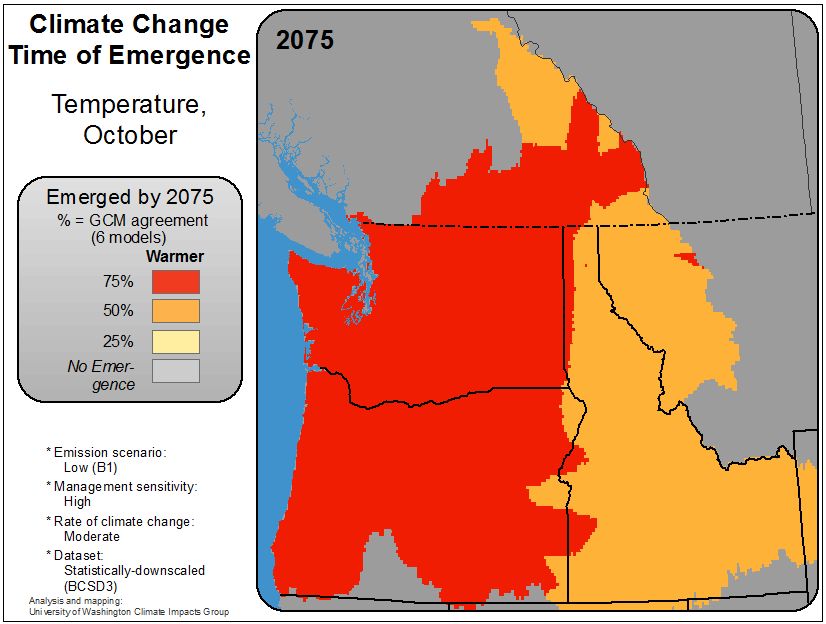 Climate Change
Time of Emergence
Temperature,
October
2075
Emerged by 2075
% = GCM agreement
(6 models)
Warmer
75%
50%
25%
No Emer-
gence
* Emission scenario:
Low (B1)
* Management sensitivity:
High
* Rate of climate change:
Moderate
* Dataset:
Statistically-downscaled
(BCSD3)
Analysis and mapping:
University of Washington Climate Impacts Group